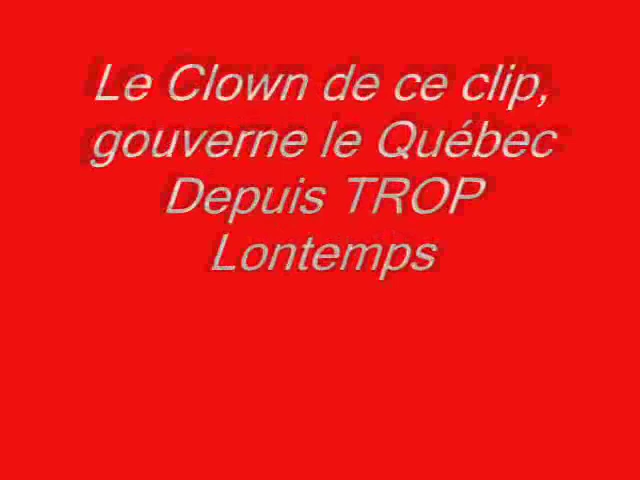 Le Clown de ce clip,
gouverne le Québec
Depuis TROP
Lontemps